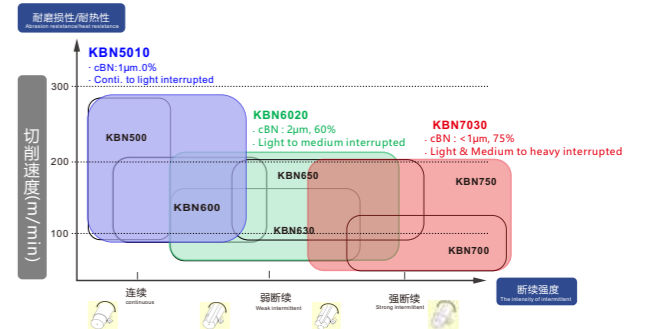 耐磨损性/耐热性
Abrasion resistance/heat resistance
KBN5010
· cBN:1μm.0%
· Conti. to light interrupted
300
KBN6020
· cBN : 2μm, 60%
· Light to medium interrupted
KBN7030
· cBN : <1μm, 75%
· Light & Medium to heavy interrupted
切削速度(m/min)
KBN500
200
KBN650
KBN750
KBN600
100
KBN630
KBN700
连续
continuous
弱断续
Weak intermittent
强断续
Strong intermittent
断续强度
The intensity of intermittent